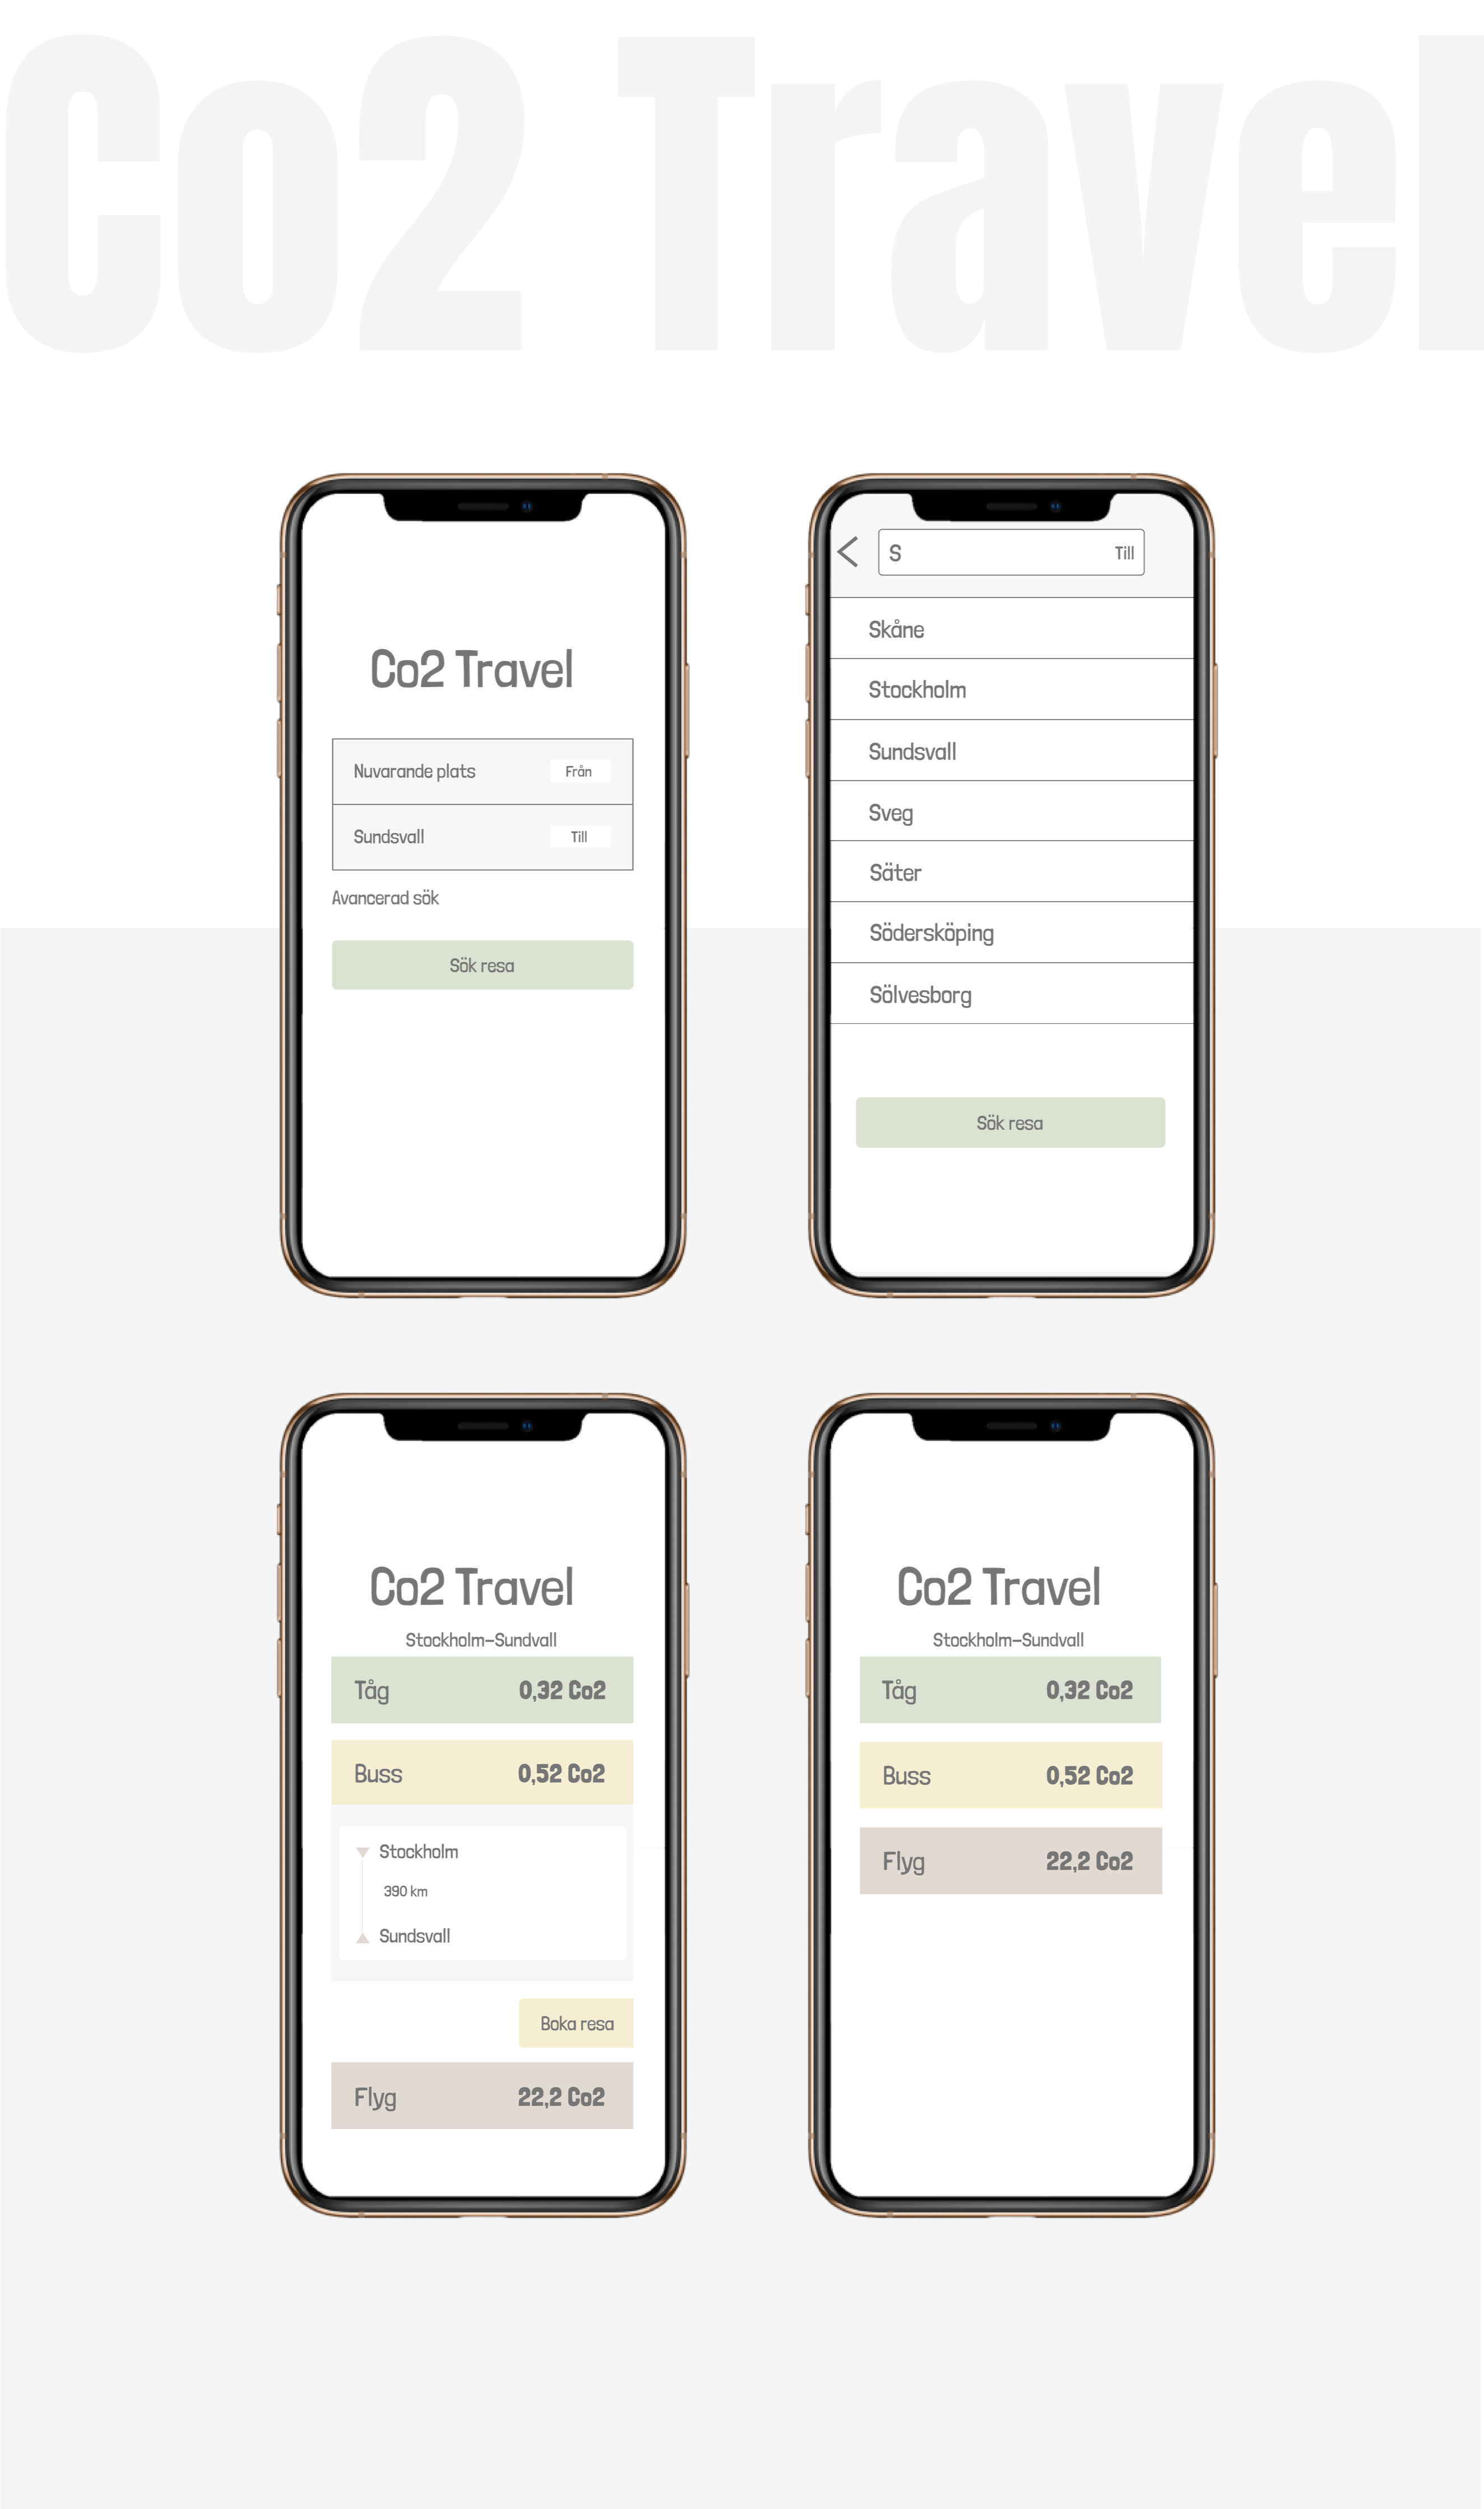 Co2 Travel
Co2 Travel
Nuvarande plats Från
Sundsvall Till
Avancerad sök
Sök resa
S Till
Skåne
Stockholm
Sundsvall
Sveg
Säter
Södersköping
Sölvesborg
Sök resa
Co2 Travel
Stockholm-Sundvall
Tåg 0,32 Co2
Buss 0,52 Co2
Stockholm
390 km
Sundsvall
Boka resa
Flyg 22,2 Co2
Co2 Travel
Stockholm-Sundvall
Tåg 0,32 Co2
Buss 0,52 Co2
Flyg 22,2 Co2